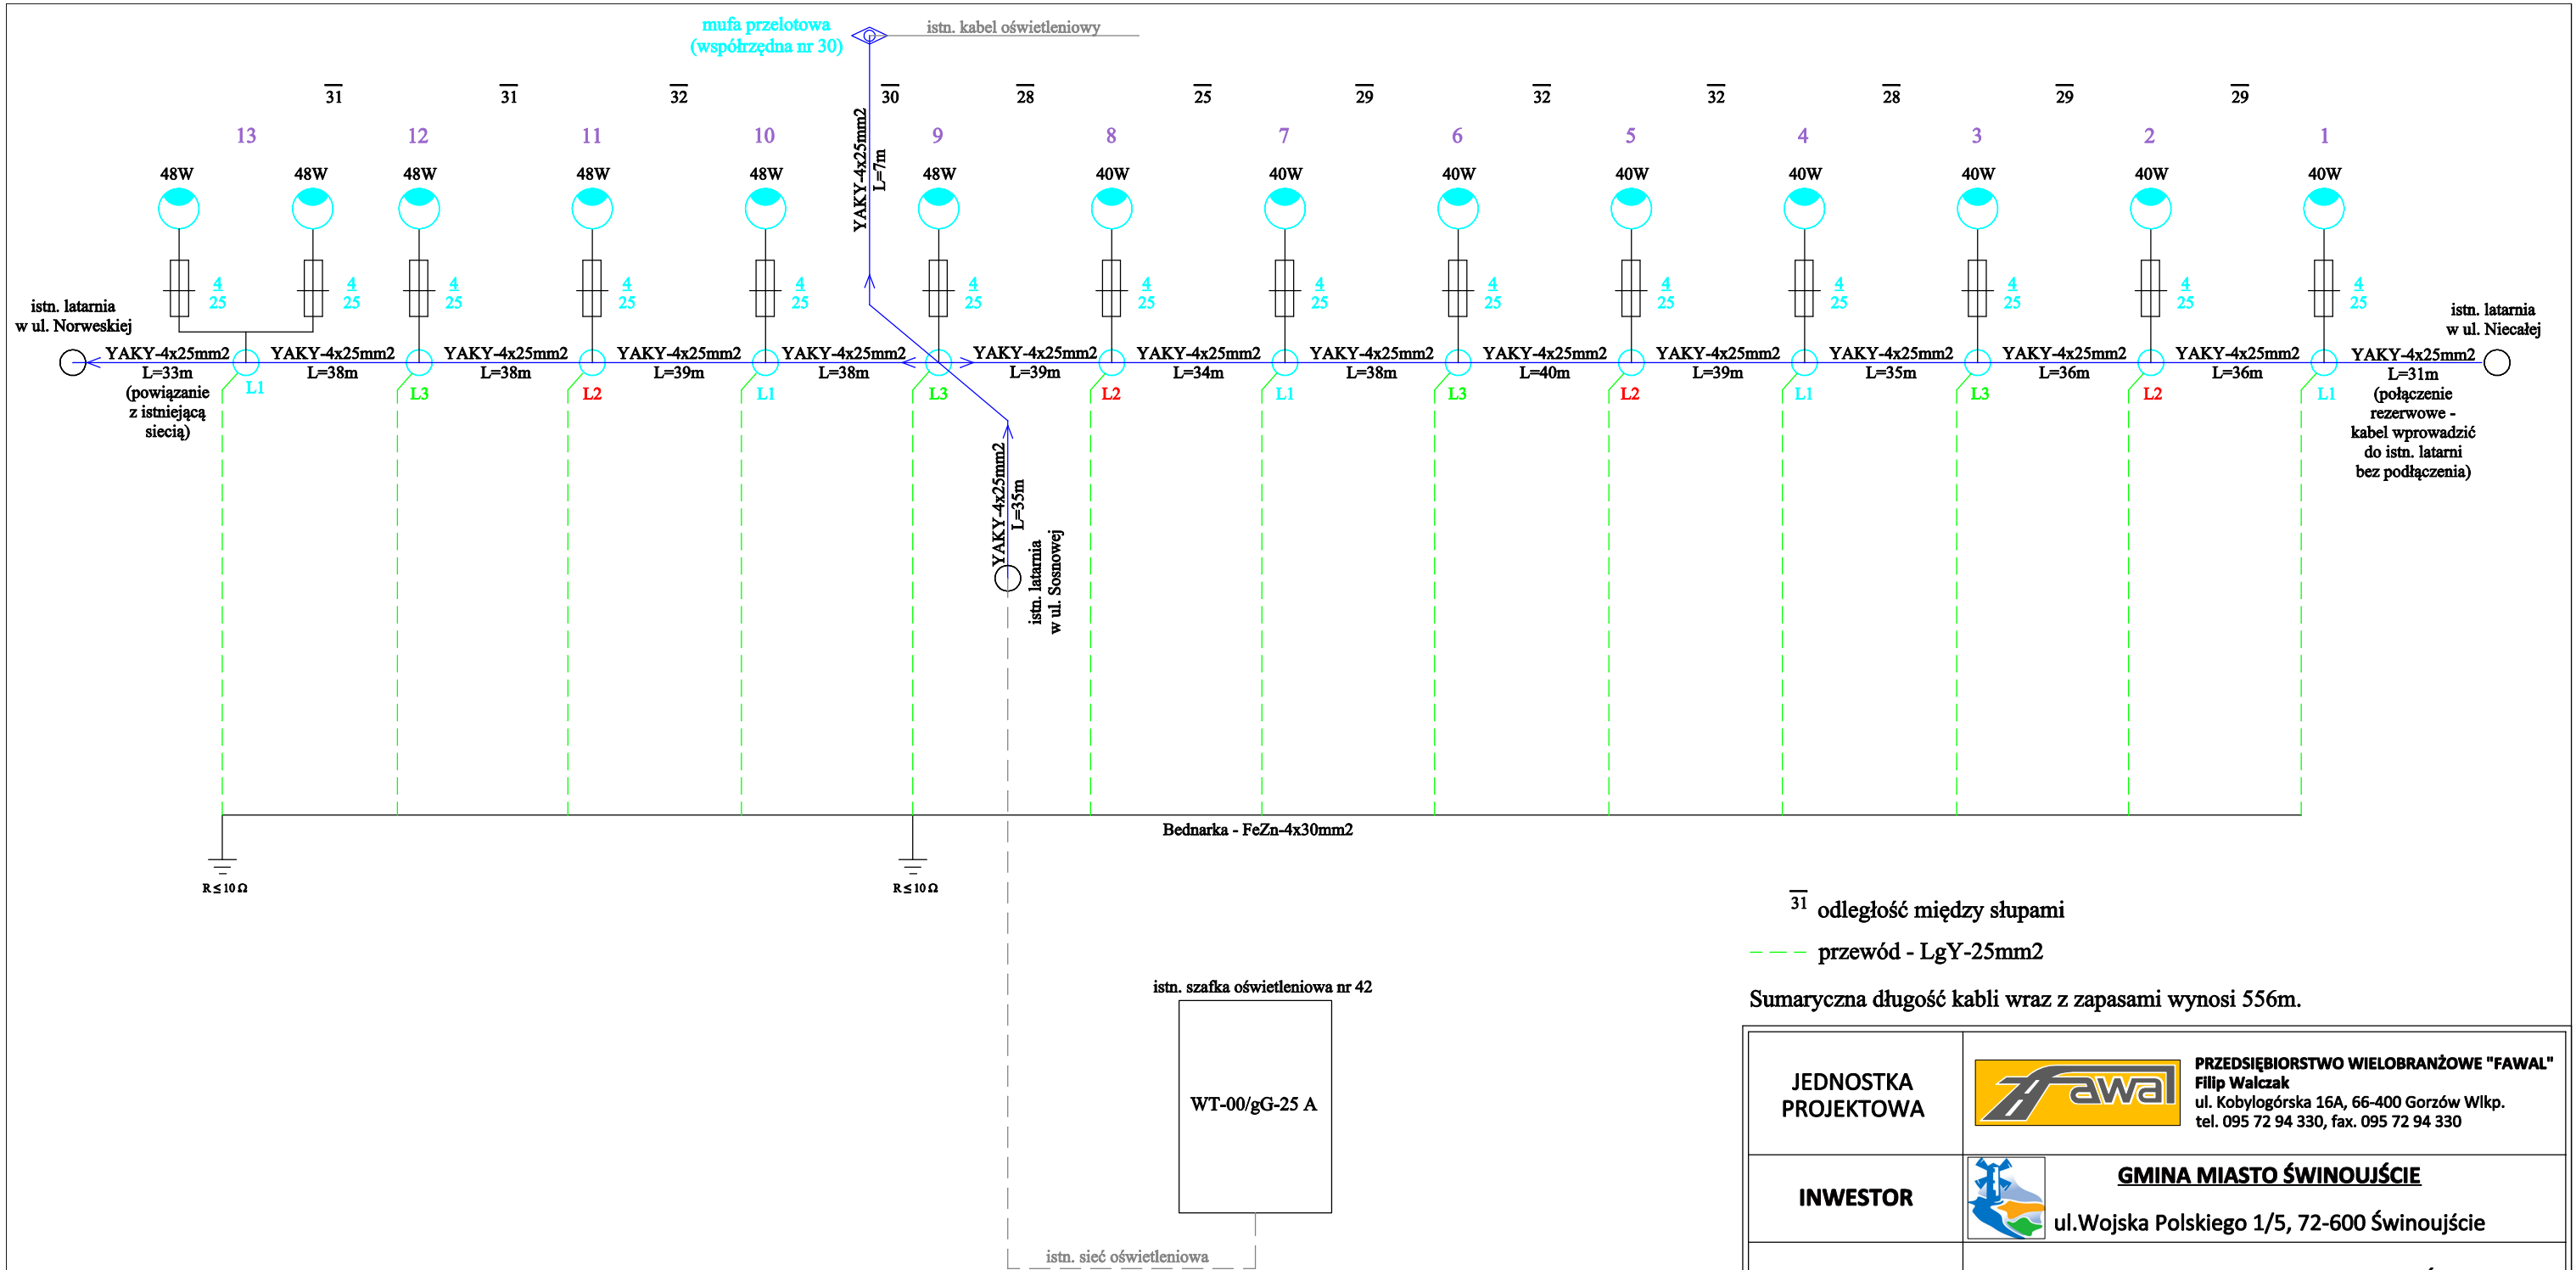 mufa przelotowa
(współrzędna nr 30)
istn. kabel oświetleniowy
31 31 32 30 28 25 29 32 32 28 29 29
13 12 11 10 9 8 7 6 5 4 3 2 1
48W 48W 48W 48W 48W 48W 40W 40W 40W 40W 40W 40W 40W 40W
YAKY-4x25mm2
L=7m
4 4 4 4 4 4 4 4 4 4 4 4 4 4
25 25 25 25 25 25 25 25 25 25 25 25 25 25
istn. latarnia
w ul. Norweskiej
istn. latarnia
w ul. Niecałej
YAKY-4x25mm2 YAKY-4x25mm2 YAKY-4x25mm2 YAKY-4x25mm2 YAKY-4x25mm2 YAKY-4x25mm2 YAKY-4x25mm2 YAKY-4x25mm2 YAKY-4x25mm2 YAKY-4x25mm2 YAKY-4x25mm2 YAKY-4x25mm2 YAKY-4x25mm2 YAKY-4x25mm2
L=33m L=38m L=38m L=39m L=38m L=39m L=34m L=38m L=40m L=39m L=35m L=36m L=36m L=31m
L1 L3 L2 L1 L3 L2 L1 L3 L2 L1 L3 L2 L1
(powiązanie
z istniejącą
siecią)
(połączenie
rezerwowe -
kabel wprowadzić
do istn. latarni
bez podłączenia)
YAKY-4x25mm2
L=35m
istn. latarnia
w ul. Sosnowej
Bednarka - FeZn-4x30mm2
R ≤ 10 Ω R ≤ 10 Ω
31 odległość między słupami
przewód - LgY-25mm2
Sumaryczna długość kabli wraz z zapasami wynosi 556m.
istn. szafka oświetleniowa nr 42
WT-00/gG-25 A
istn. sieć oświetleniowa
JEDNOSTKA
PROJEKTOWA
fawal
PRZEDSIĘBIORSTWO WIELOBRANŻOWE "FAWAL"
Filip Walczak
ul. Kobylogórska 16A, 66-400 Gorzów Wlkp.
tel. 095 72 94 330, fax. 095 72 94 330
INWESTOR
GMINA MIASTO ŚWINOUJŚCIE
ul.Wojska Polskiego 1/5, 72-600 Świnoujście